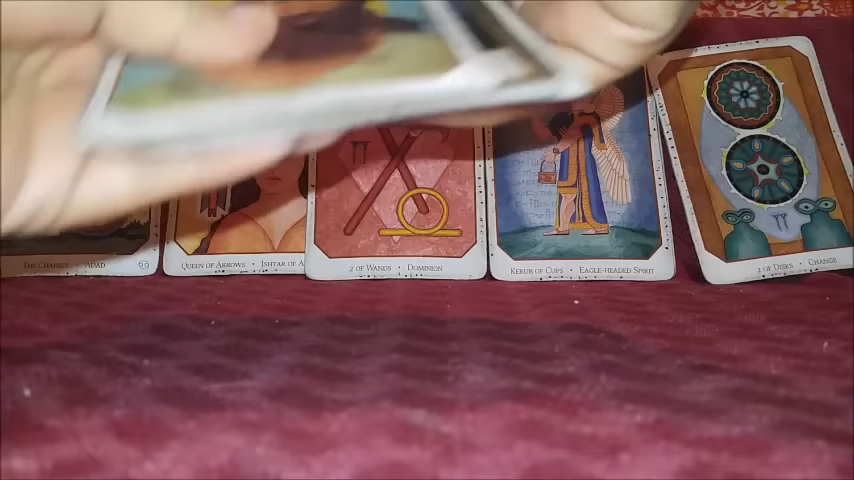 THE CHARIOT • ADAD
QUEEN OF ARROWS • ISHTAR OF A
2 OF WANDS • DOMINION
KERUB OF CUPS • EAGLE-HEADED SPIRIT
2 OF DISKS • CHANGE